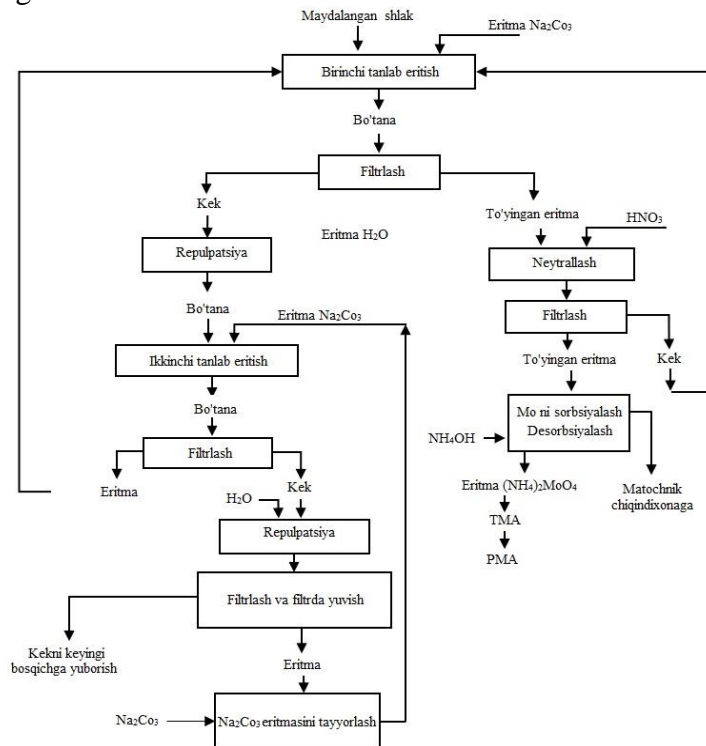 Maydalangan shlak
Eritma Na₂Co₃
Birinchi tanlab eritish
Bo'tana
Filtrlash
Kek
To'yingan eritma
HNO₃
Eritma H₂O
Repulpatsiya
Neytrallash
Bo'tana
Eritma Na₂Co₃
Filtrlash
Ikkinchi tanlab eritish
To'yingan eritma
Kek
Bo'tana
Mo ni sorbsiyalash
Desorbsiyalash
NH₄OH
Filtrlash
Eritma
Kek
Eritma (NH₄)₂MoO₄
Matochnik
chiqindixonaga
H₂O
TMA
Repulpatsiya
PMA
Filtrlash va filtrda yuvish
Kekni keyingi
bosqichga yuborish
Eritma
Na₂Co₃
Na₂Co₃ eritmasini tayyorlash